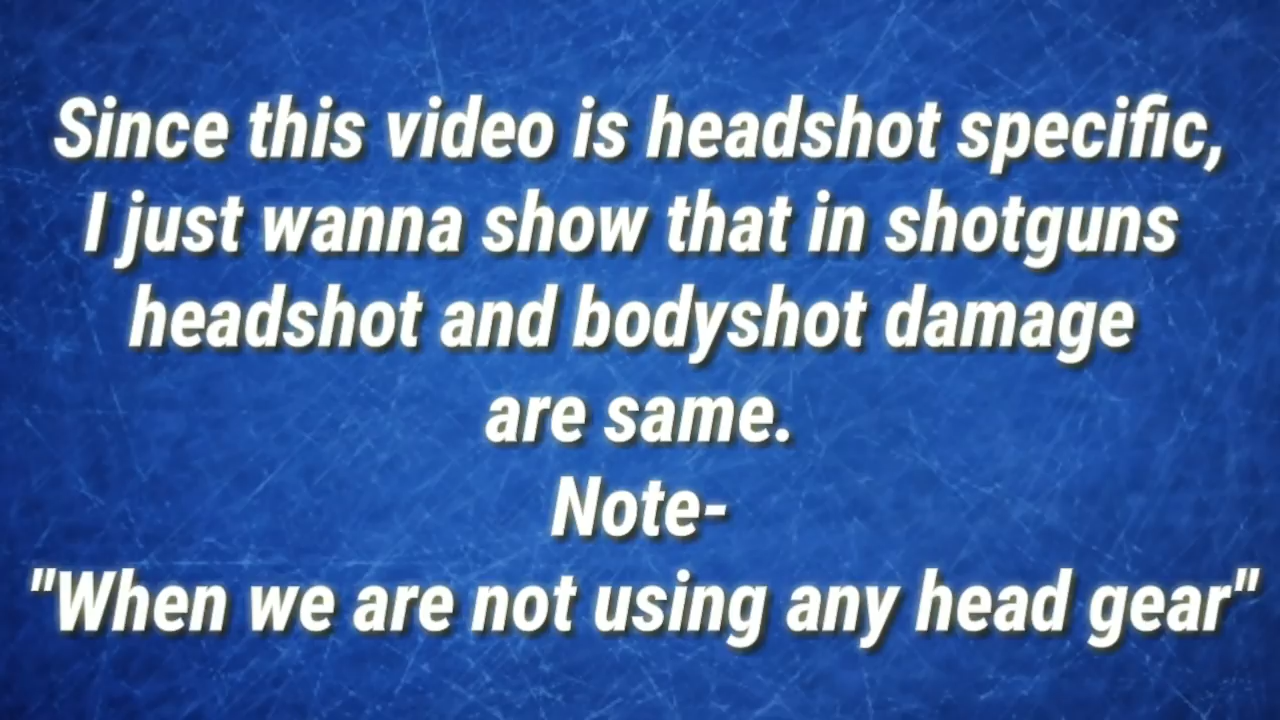 Since this video is headshot specific,
I just wanna show that in shotguns
headshot and bodyshot damage
are same.
Note-
"When we are not using any head gear"